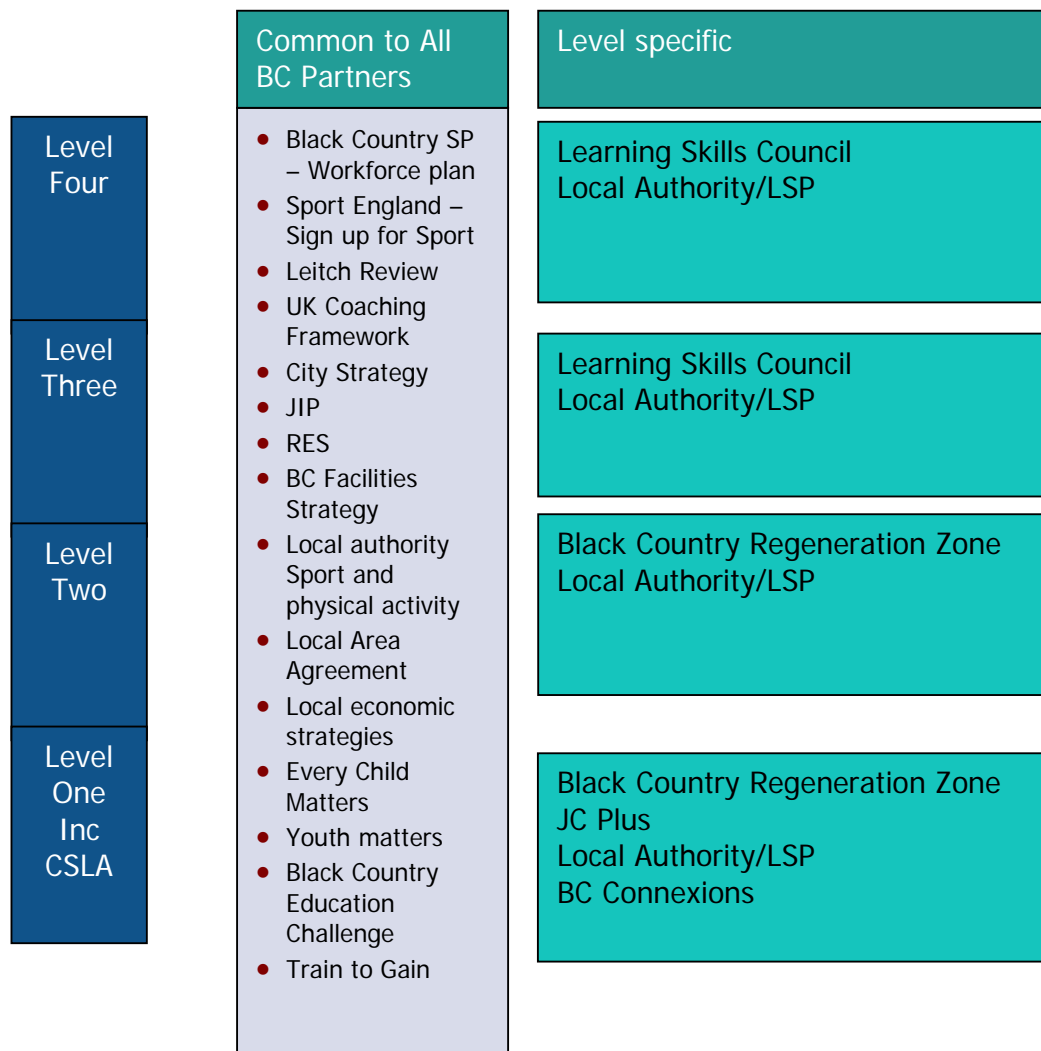 Common to All
BC Partners
Level specific
Level
Four
Level
Three
Level
Two
Level
One
Inc
CSLA
• Black Country SP
– Workforce plan
• Sport England –
Sign up for Sport
• Leitch Review
• UK Coaching
Framework
• City Strategy
• JIP
• RES
• BC Facilities
Strategy
• Local authority
Sport and
physical activity
• Local Area
Agreement
• Local economic
strategies
• Every Child
Matters
• Youth matters
• Black Country
Education
Challenge
• Train to Gain
Learning Skills Council
Local Authority/LSP
Learning Skills Council
Local Authority/LSP
Black Country Regeneration Zone
Local Authority/LSP
Black Country Regeneration Zone
JC Plus
Local Authority/LSP
BC Connexions